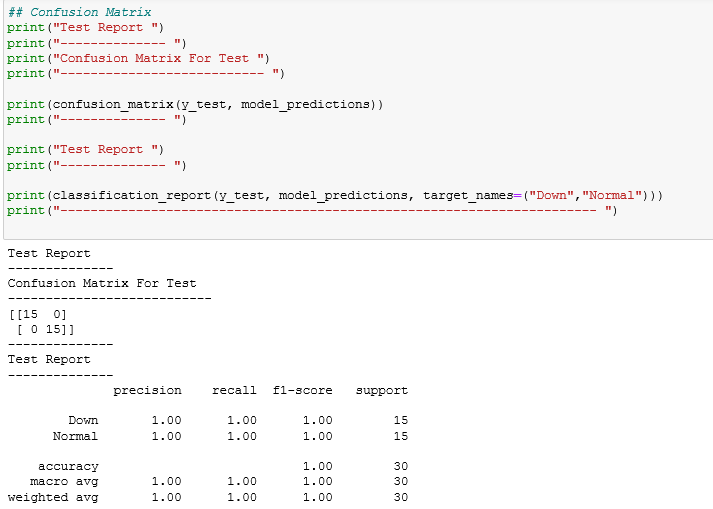 ## Confusion Matrix
print("Test Report ")
print("-------------- ")
print("Confusion Matrix For Test ")
print("--------------------------- ")
print(confusion_matrix(y_test, model_predictions))
print("-------------- ")
print("Test Report ")
print("-------------- ")
print(classification_report(y_test, model_predictions, target_names=("Down","Normal")))
print("----------------------------------------------------------------------- ")
Test Report
--------------
Confusion Matrix For Test
---------------------------
[[15  0]
 [ 0 15]]
--------------
Test Report
--------------
              precision    recall  f1-score   support
        Down       1.00      1.00      1.00        15
      Normal       1.00      1.00      1.00        15
    accuracy                           1.00        30
   macro avg       1.00      1.00      1.00        30
weighted avg       1.00      1.00      1.00        30